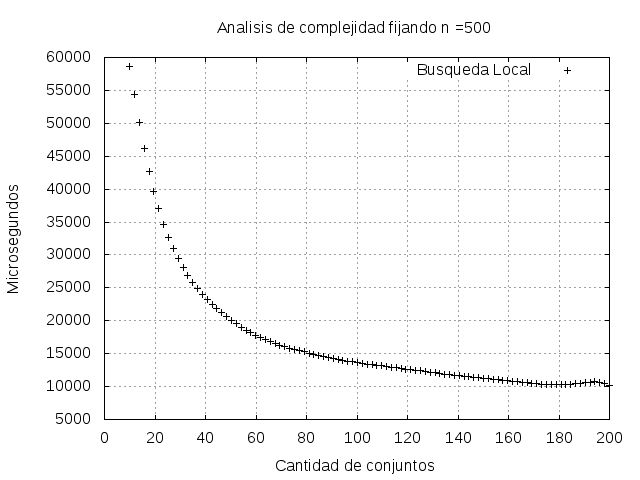 Analisis de complejidad fijando n =500
60000
55000
50000
45000
40000
35000
30000
25000
20000
15000
10000
5000
Microsegundos
Busqueda Local
0 20 40 60 80 100 120 140 160 180 200
Cantidad de conjuntos